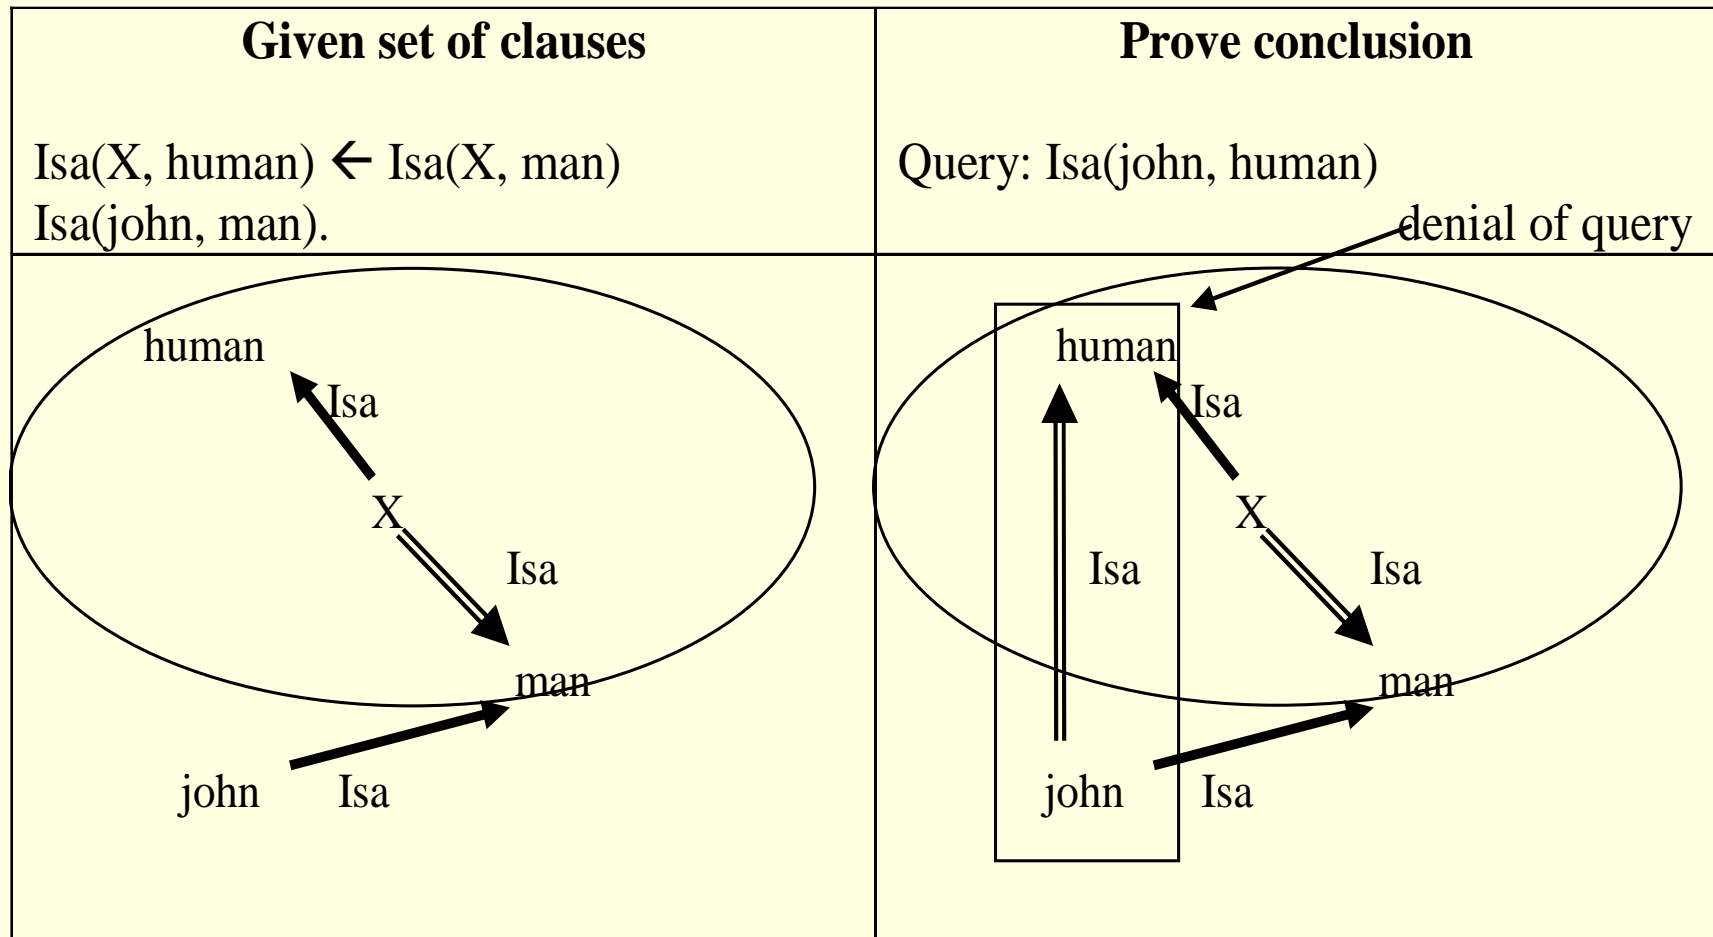 Given set of clauses
Isa(X, human) ← Isa(X, man)
Isa(john, man).
Prove conclusion
Query: Isa(john, human)
denial of query
human
Isa
X
Isa
man
john Isa
human
Isa
X
Isa Isa
man
john Isa